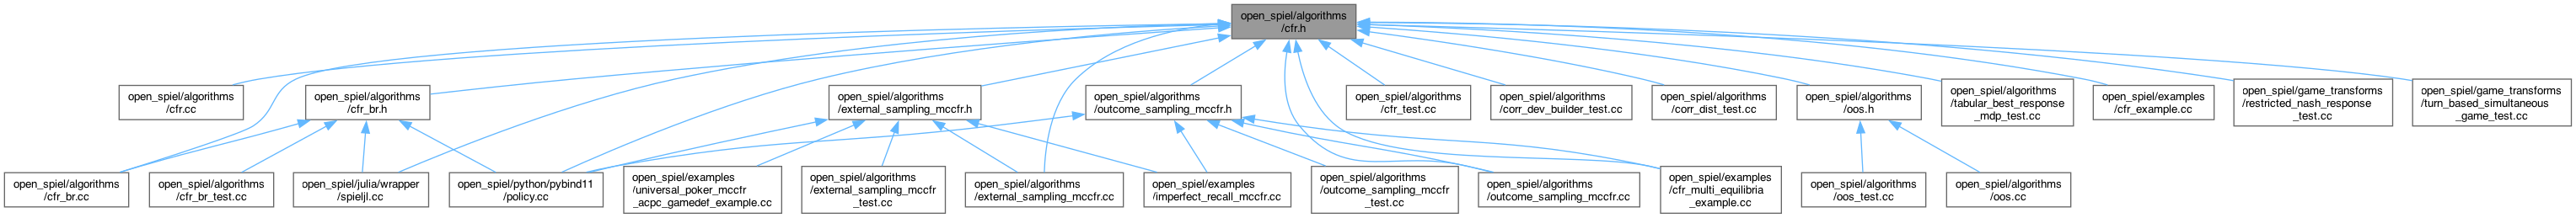 open_spiel/algorithms
/cfr.h
open_spiel/algorithms
/cfr.cc
open_spiel/algorithms
/cfr_br.h
open_spiel/algorithms
/external_sampling_mccfr.h
open_spiel/algorithms
/outcome_sampling_mccfr.h
open_spiel/algorithms
/cfr_test.cc
open_spiel/algorithms
/corr_dev_builder_test.cc
open_spiel/algorithms
/corr_dist_test.cc
open_spiel/algorithms
/oos.h
open_spiel/algorithms
/tabular_best_response
_mdp_test.cc
open_spiel/examples
/cfr_example.cc
open_spiel/game_transforms
/restricted_nash_response
_test.cc
open_spiel/game_transforms
/turn_based_simultaneous
_game_test.cc
open_spiel/algorithms
/cfr_br.cc
open_spiel/algorithms
/cfr_br_test.cc
open_spiel/julia/wrapper
/spieljl.cc
open_spiel/python/pybind11
/policy.cc
open_spiel/examples
/universal_poker_mccfr
_acpc_gamedef_example.cc
open_spiel/algorithms
/external_sampling_mccfr
_test.cc
open_spiel/algorithms
/external_sampling_mccfr.cc
open_spiel/examples
/imperfect_recall_mccfr.cc
open_spiel/algorithms
/outcome_sampling_mccfr
_test.cc
open_spiel/algorithms
/outcome_sampling_mccfr.cc
open_spiel/examples
/cfr_multi_equilibria
_example.cc
open_spiel/algorithms
/oos_test.cc
open_spiel/algorithms
/oos.cc